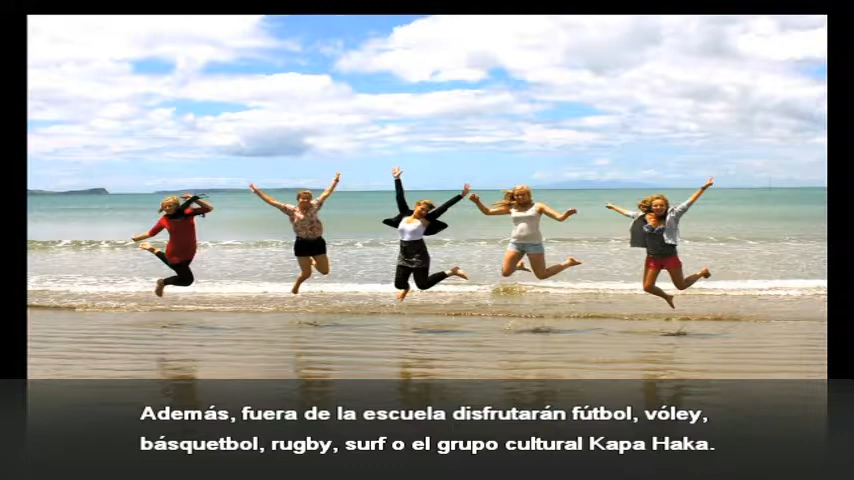 Además, fuera de la escuela disfrutarán fútbol, vóley,
básquetbol, rugby, surf o el grupo cultural Kapa Haka.